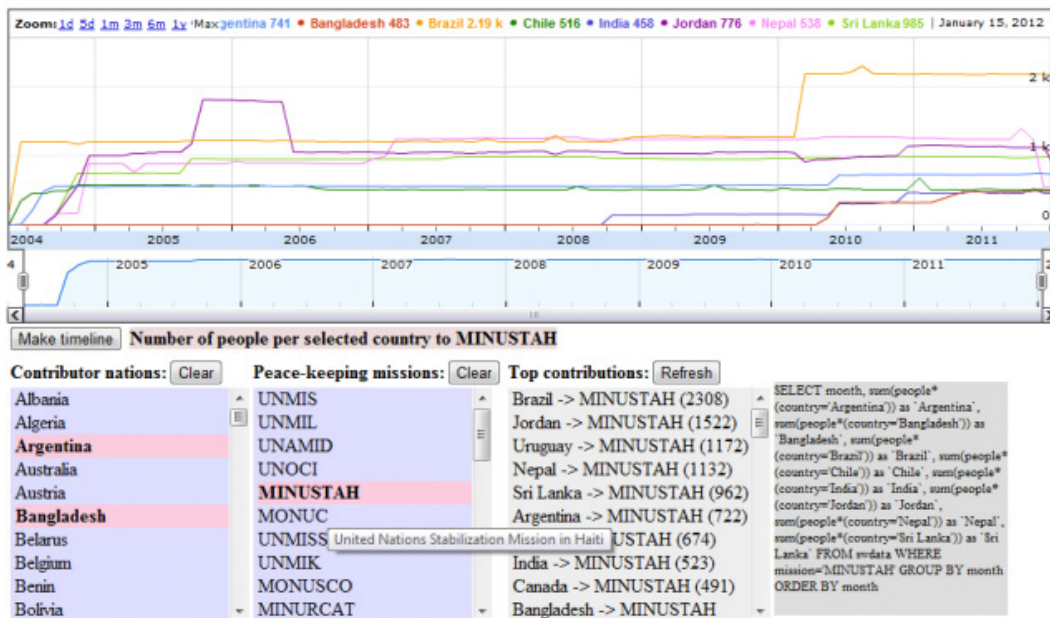 Zoom: 1d 5d 1m 3m 6m 1y Max: gentina 741 ● Bangladesh 483 ● Brazil 2.19 k ● Chile 516 ● India 458 ● Jordan 776 ● Nepal 538 ● Sri Lanka 985 | January 15, 2012
2 k
1 k
0
2004 2005 2006 2007 2008 2009 2010 2011
4 2005 2006 2007 2008 2009 2010 2011 2
Make timeline Number of people per selected country to MINUSTAH
Contributor nations: Clear
Albania
Algeria
Argentina
Australia
Austria
Bangladesh
Belarus
Belgium
Benin
Bolivia
Peace-keeping missions: Clear
UNMIS
UNMIL
UNAMID
UNOCI
MINUSTAH
MONUC
UNMISS
UNMIK
MONUSCO
MINURCAT
United Nations Stabilization Mission in Haiti
Top contributions: Refresh
Brazil -> MINUSTAH (2308)
Jordan -> MINUSTAH (1522)
Uruguay -> MINUSTAH (1172)
Nepal -> MINUSTAH (1132)
Sri Lanka -> MINUSTAH (962)
Argentina -> MINUSTAH (722)
(674)
India -> MINUSTAH (523)
Canada -> MINUSTAH (491)
Bangladesh -> MINUSTAH
SELECT month, sum(people*
(country='Argentina')) as `Argentina`,
sum(people*(country='Bangladesh')) as
`Bangladesh`, sum(people*
(country='Brazil')) as `Brazil`, sum(people*
(country='Chile')) as `Chile`, sum(people*
(country='India')) as `India`, sum(people*
(country='Jordan')) as `Jordan`,
sum(people*(country='Nepal')) as `Nepal`,
sum(people*(country='Sri Lanka')) as `Sri
Lanka` FROM swdata WHERE
mission='MINUSTAH' GROUP BY month
ORDER BY month